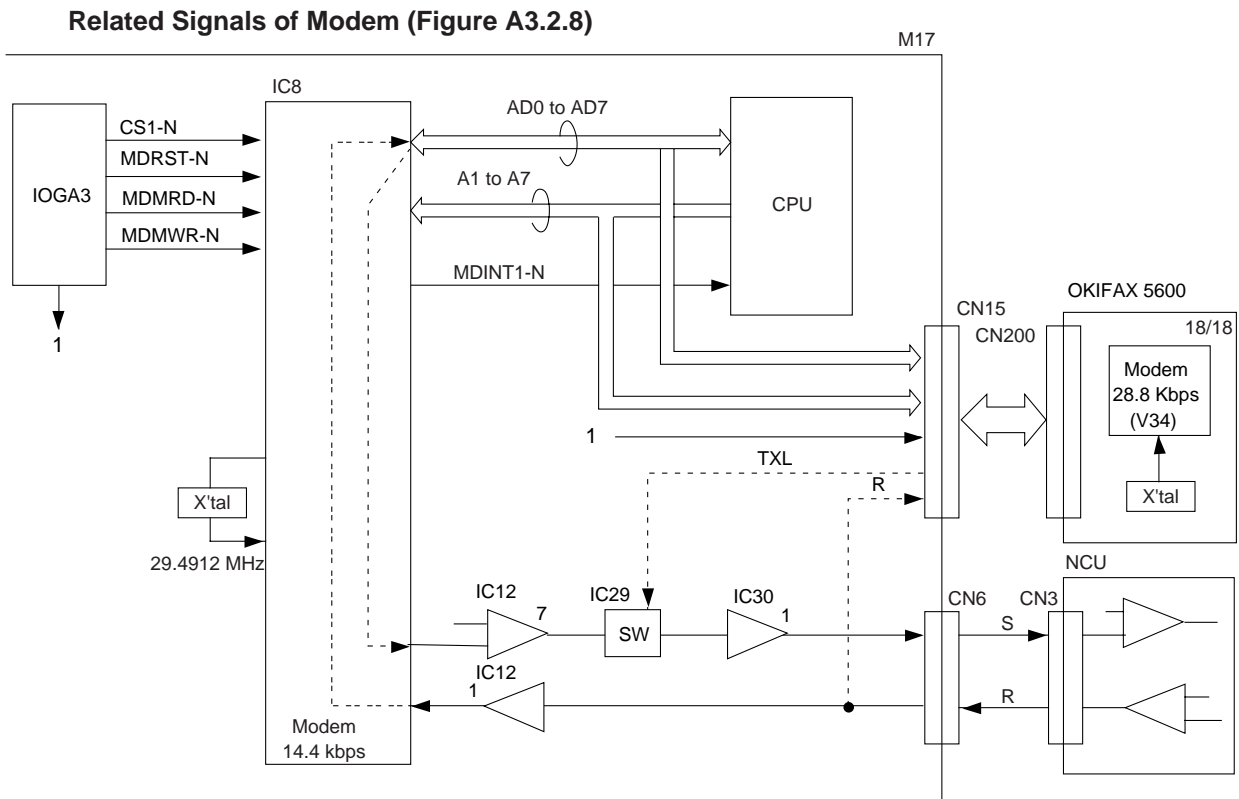 Related Signals of Modem (Figure A3.2.8)
M17
IC8
IOGA3
CS1-N
MDRST-N
MDMRD-N
MDMWR-N
1
AD0 to AD7
A1 to A7
MDINT1-N
CPU
CN15
CN200
OKIFAX 5600
18/18
Modem
28.8 Kbps
(V34)
X'tal
1
TXL
R
X'tal
29.4912 MHz
IC12
7
IC29
SW
IC30
1
CN6
CN3
NCU
S
IC12
1
R
Modem
14.4 kbps